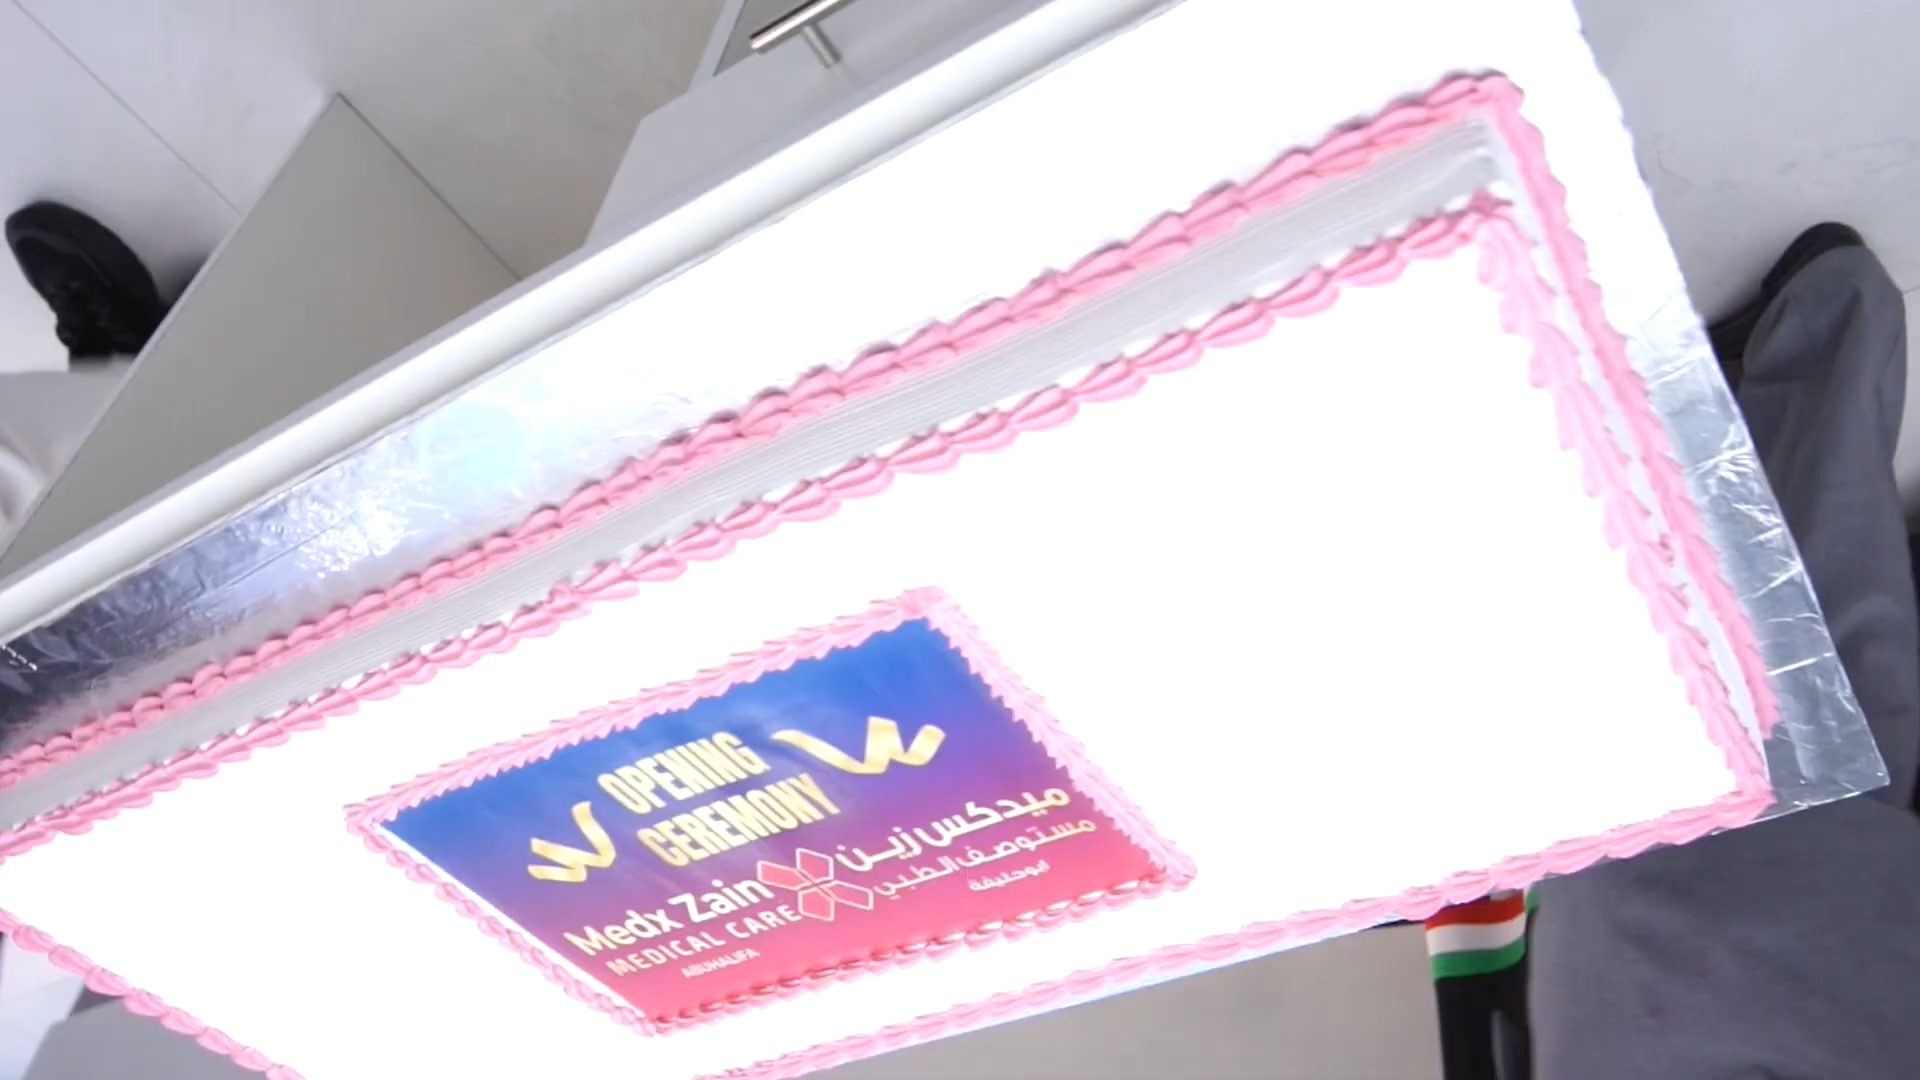 OPENING
CEREMONY
Medx Zain
MEDICAL CARE
ABUHALIFA
ميدكس زين
مستوصف الطبي
ابوحليفة